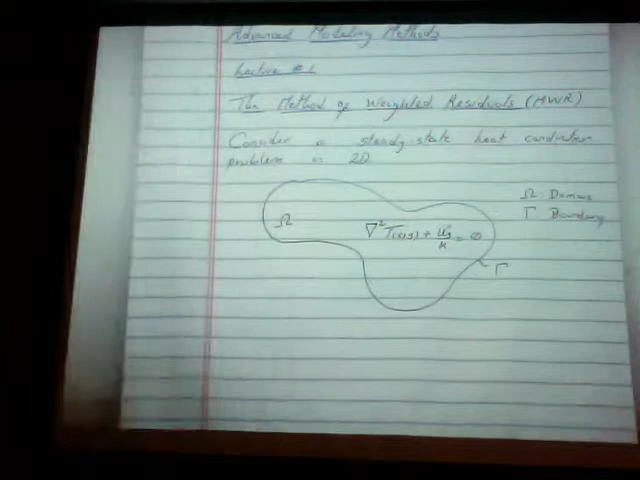 Advanced Modeling Methods
Lecture #1
The Method of Weighted Residuals (MWR)
Consider a steady-state heat conduction
problem in 2D
Ω: Domain
Γ: Boundary
Ω
∇²T(x,y) + = 0
Γ